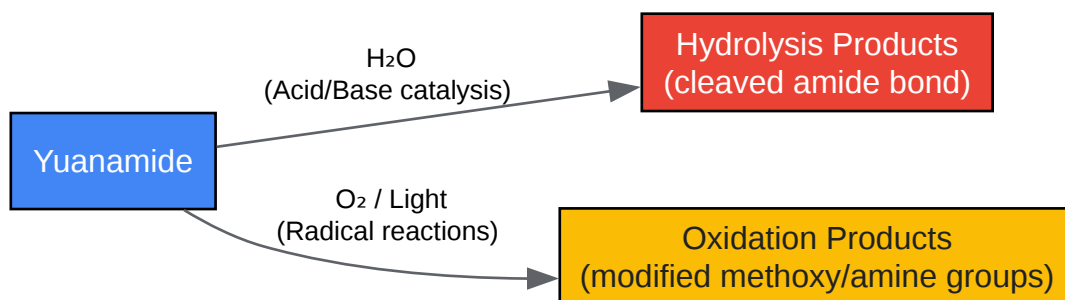 H₂O
(Acid/Base catalysis)
Hydrolysis Products
(cleaved amide bond)
Yuanamide
O₂ / Light
(Radical reactions)
Oxidation Products
(modified methoxy/amine groups)